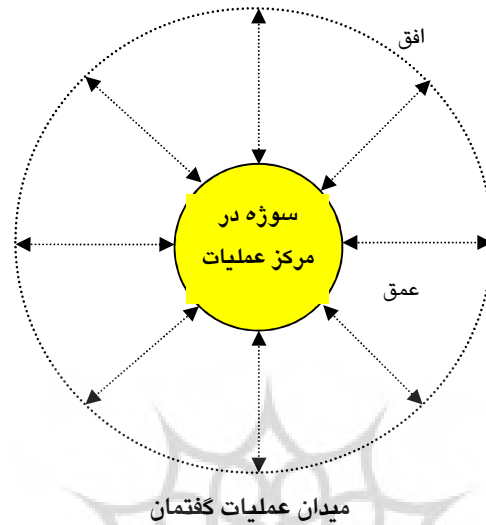 افق
سوژه در
مرکز عملیات
عمق
میدان عملیات گفتمان